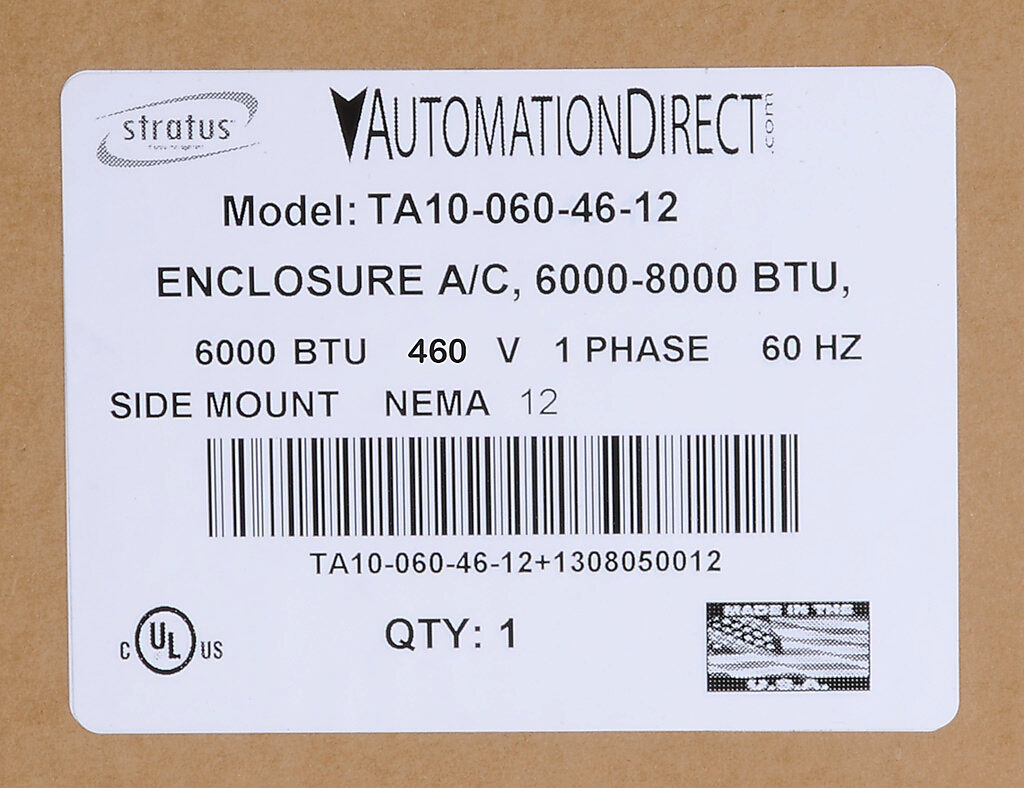 stratus
AUTOMATIONDIRECT.com
Model: TA10-060-46-12
ENCLOSURE A/C, 6000-8000 BTU,
6000 BTU 460 V 1 PHASE 60 HZ
SIDE MOUNT NEMA 12
TA10-060-46-12+1308050012
C UL US
QTY: 1
MADE IN THE
U.S.A.